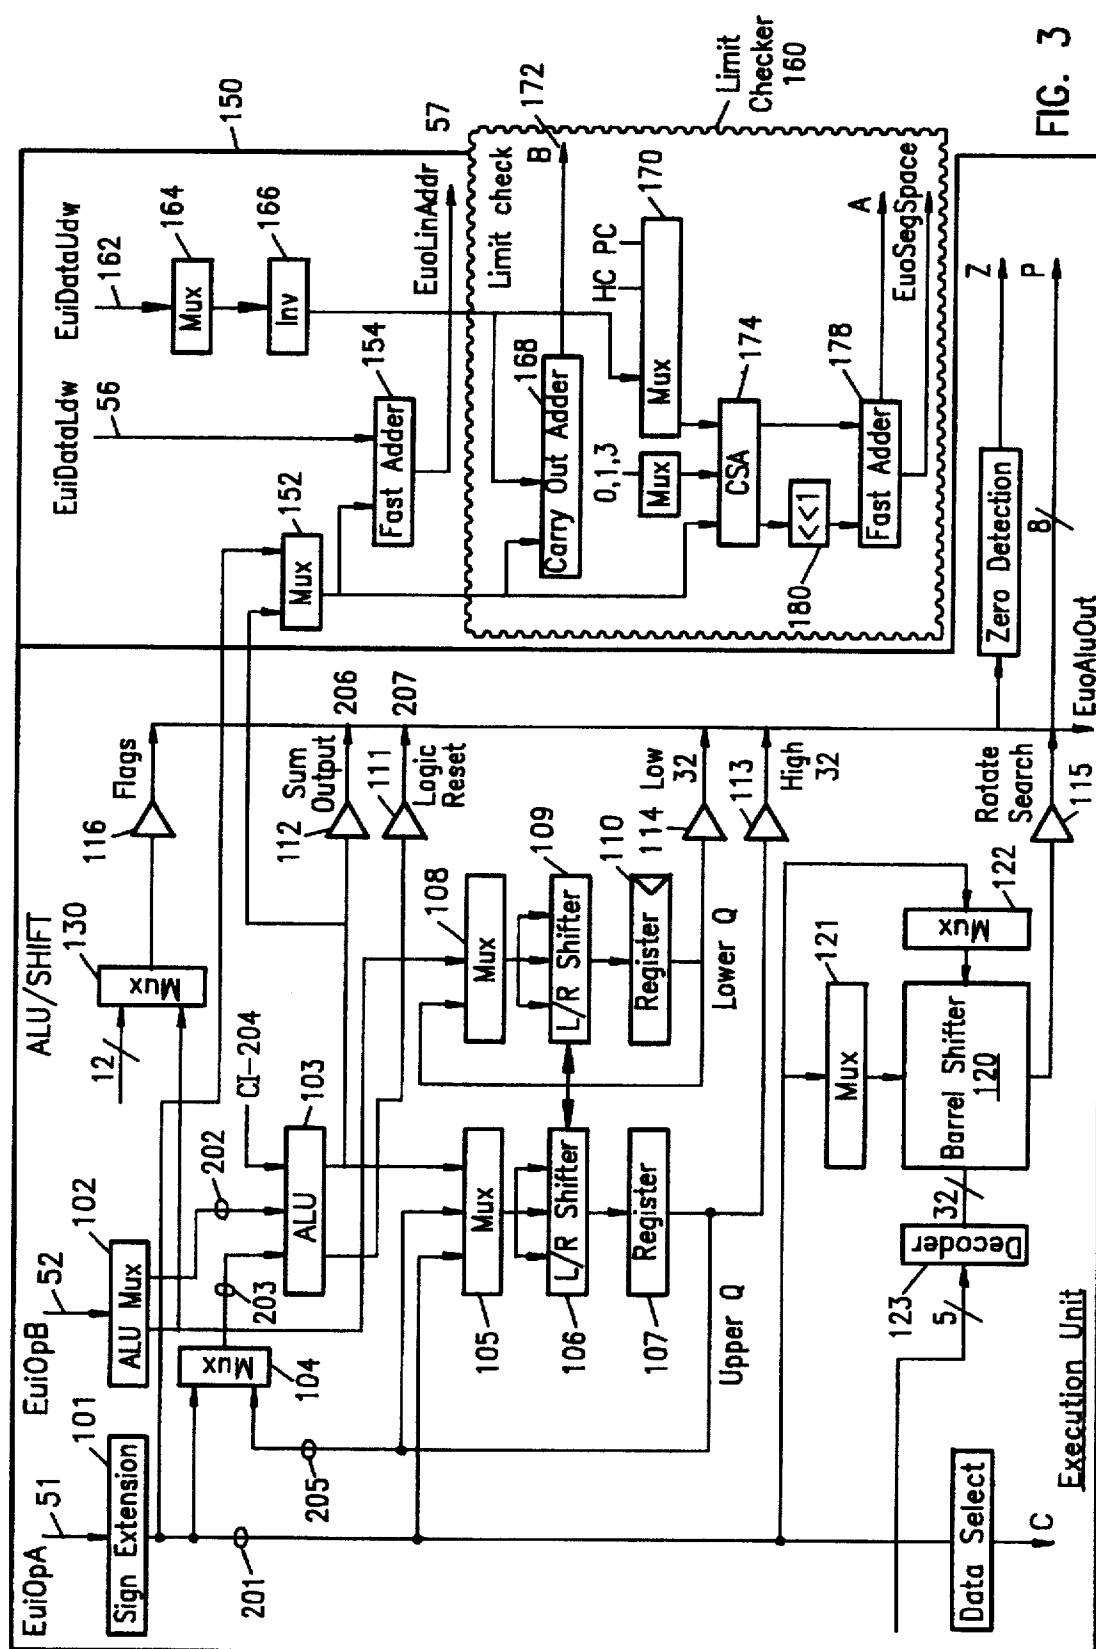 EuiOpA
51
Sign Extension
101
201
EuiOpB
52
ALU Mux
102
202
203
Mux
104
205
CI-204
ALU
103
ALU/SHIFT
12
Mux
130
116
Flags
112
Sum
Output
206
111
Logic
Reset
207
Mux
105
L/R Shifter
106
Register
107
Upper Q
Mux
108
L/R Shifter
109
Register
110
Lower Q
114
Low
32
113
High
32
Mux
121
Mux
122
Barrel Shifter
120
32
Decoder
123
5
Rotate
Search
115
Data Select
C
Execution Unit
EuoAluOut
8
Zero Detection
Z
P
EuiDataLdw
56
EuiDataUdw
162
Mux
164
Inv
166
150
Mux
152
Fast Adder
154
EuoLinAddr
57
Limit check
Carry Out Adder
168
B
172
HC PC
Mux
170
0,1,3
Mux
CSA
174
<<1
180
Fast Adder
178
A
EuoSegSpace
Limit
Checker
160
FIG. 3